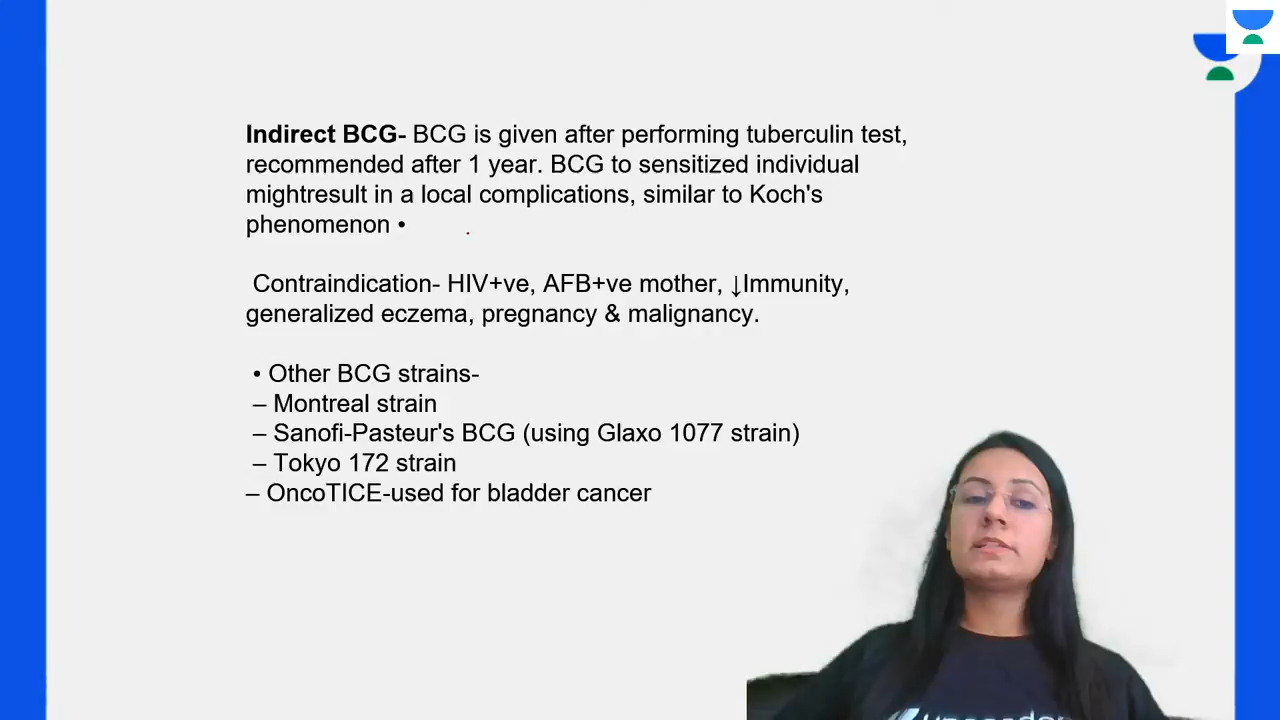 Indirect BCG- BCG is given after performing tuberculin test,
recommended after 1 year. BCG to sensitized individual
mightresult in a local complications, similar to Koch's
phenomenon •
Contraindication- HIV+ve, AFB+ve mother, ↓Immunity,
generalized eczema, pregnancy & malignancy.
• Other BCG strains-
– Montreal strain
– Sanofi-Pasteur's BCG (using Glaxo 1077 strain)
– Tokyo 172 strain
– OncoTICE-used for bladder cancer